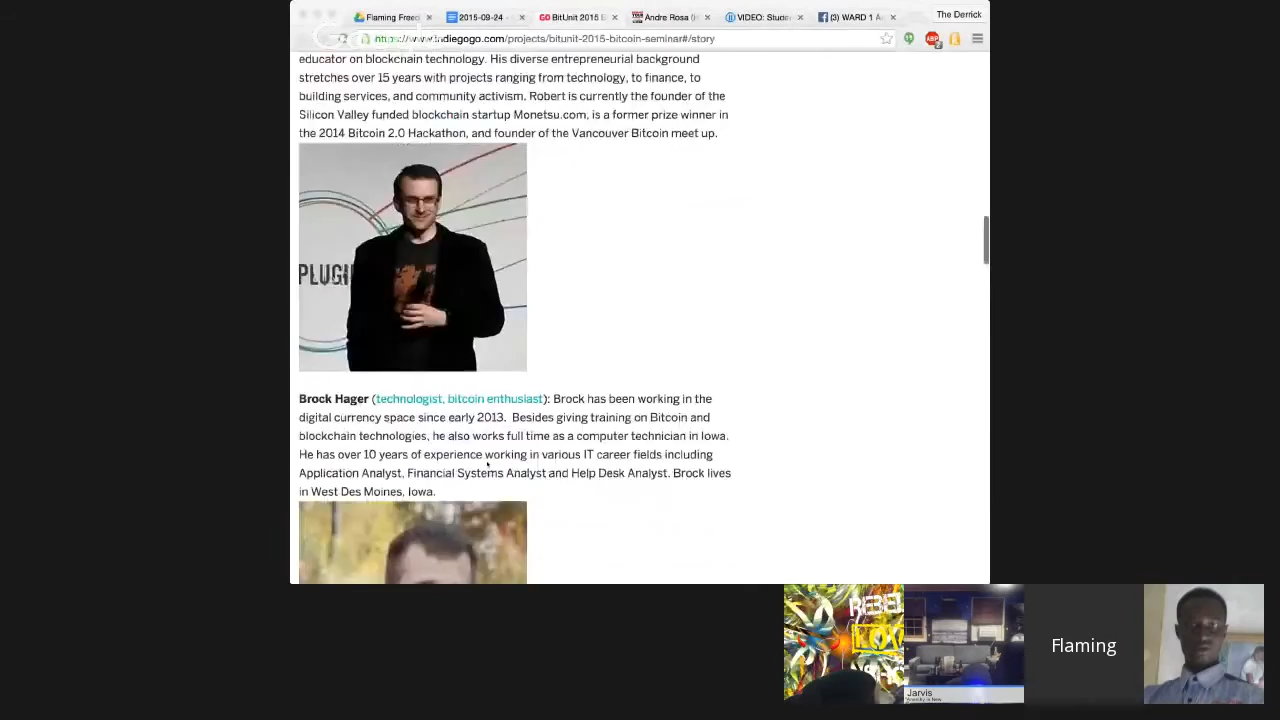 Flaming Freed
2015-09-24 -
GO BitUnit 2015 B
Andre Rosa (
VIDEO: Stude
(3) WARD 1 A
The Derrick
https://www.indiegogo.com/projects/bitunit-2015-bitcoin-seminar#/story
ABP
educator on blockchain technology. His diverse entrepreneurial background
stretches over 15 years with projects ranging from technology, to finance, to
building services, and community activism. Robert is currently the founder of the
Silicon Valley funded blockchain startup Monetsu.com, is a former prize winner in
the 2014 Bitcoin 2.0 Hackathon, and founder of the Vancouver Bitcoin meet up.
PLUGI
Brock Hager (technologist, bitcoin enthusiast): Brock has been working in the
digital currency space since early 2013. Besides giving training on Bitcoin and
blockchain technologies, he also works full time as a computer technician in Iowa.
He has over 10 years of experience working in various IT career fields including
Application Analyst, Financial Systems Analyst and Help Desk Analyst. Brock lives
in West Des Moines, Iowa.
REBEL
LOV
Jarvis
Flaming